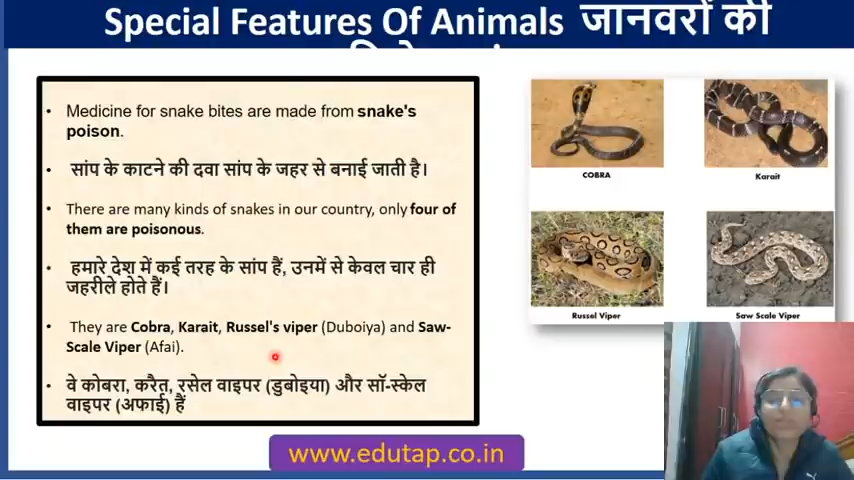 Special Features Of Animals जानवरों की
Medicine for snake bites are made from snake's
poison.
सांप के काटने की दवा सांप के जहर से बनाई जाती है।
There are many kinds of snakes in our country, only four of
them are poisonous.
हमारे देश में कई तरह के सांप हैं, उनमें से केवल चार ही
जहरीले होते हैं।
They are Cobra, Karait, Russel's viper (Duboiya) and Saw-
Scale Viper (Afai).
वे कोबरा, करैत, रसेल वाइपर (डुबोइया) और सॉ-स्केल
वाइपर (अफाई) हैं
COBRA
Karait
Russel Viper
Saw Scale Viper
www.edutap.co.in